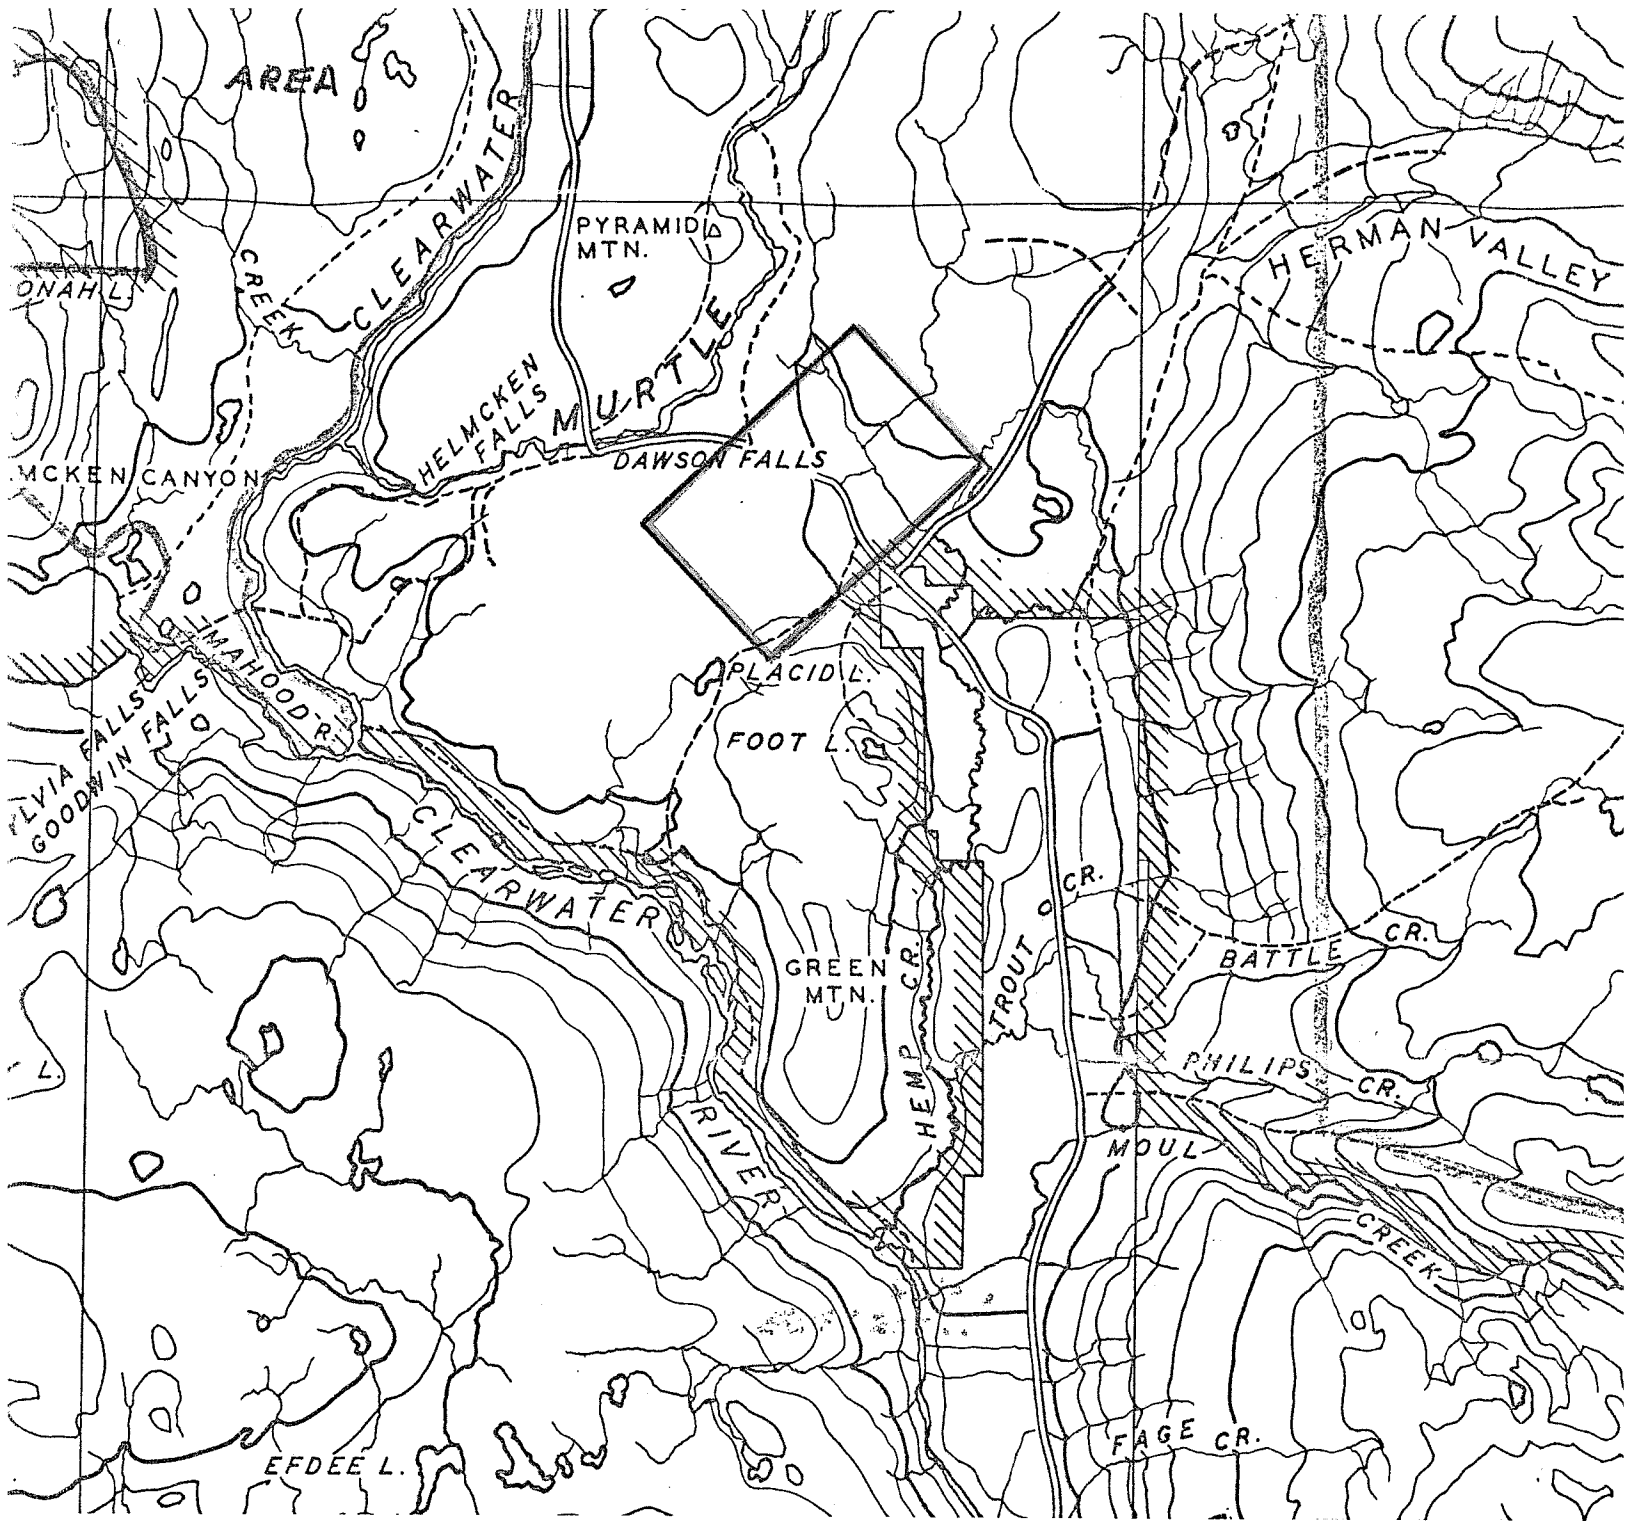 AREA
CLEARWATER
PYRAMID
MTN.
CREEK
HERMAN VALLEY
ONAH L.
MURTLE
HELMCKEN
FALLS
DAWSON FALLS
MCKEN CANYON
MAHOOD R.
PLACID L.
FOOT L.
YLVIA FALLS
GOODWIN FALLS
CLEARWATER
CR.
BATTLE CR.
GREEN
MTN.
HEMP CR.
TROUT
L.
PHILIPS CR.
RIVER
MOUL
CREEK
FAGE CR.
EFDEE L.